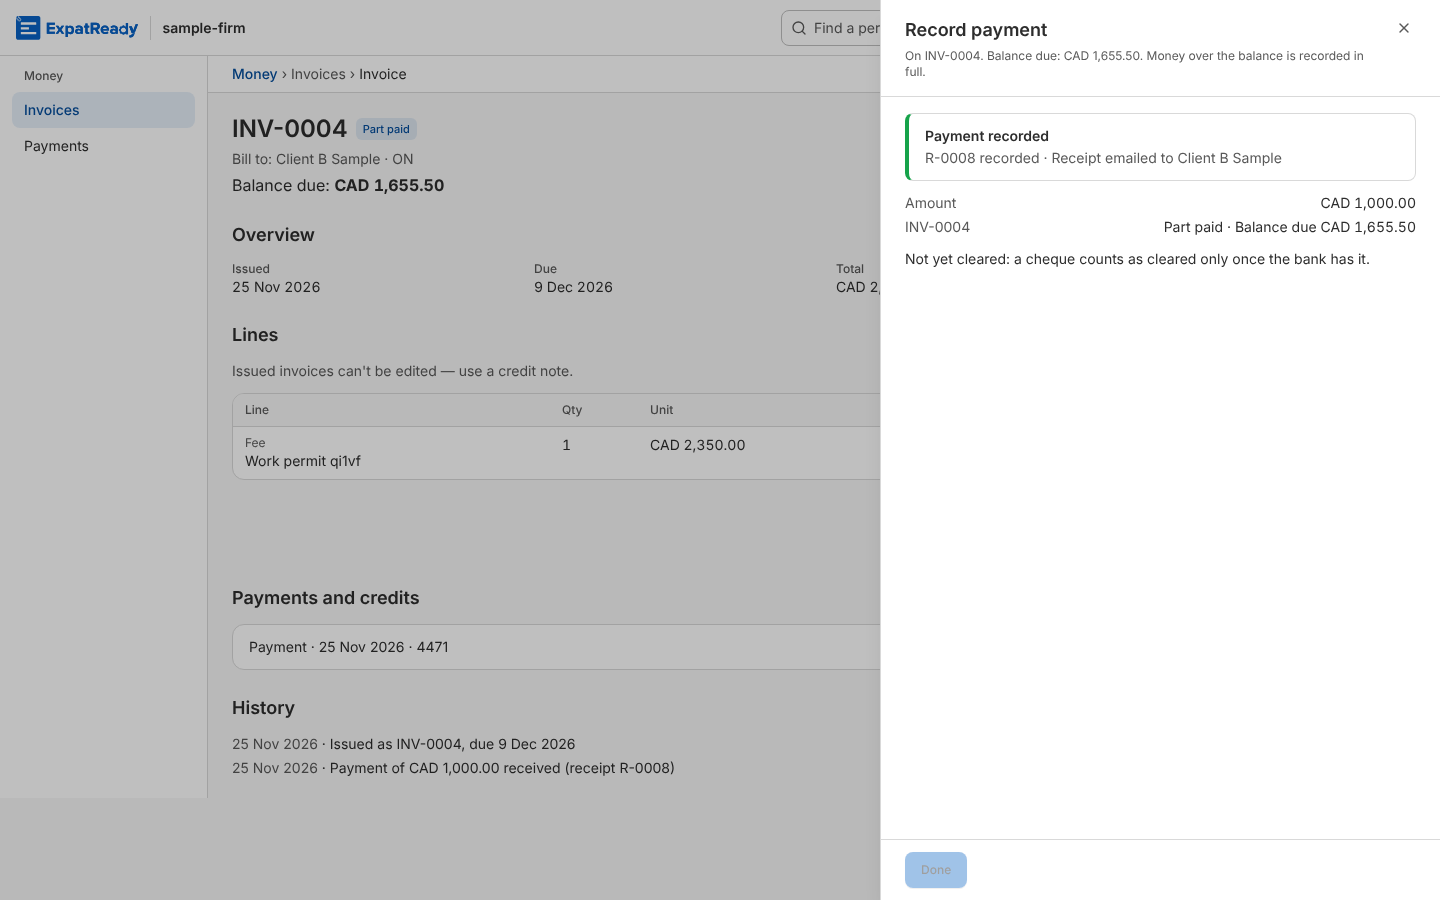 ExpatReady
sample-firm
Find a per
Money
Invoices
Payments
Money › Invoices › Invoice
INV-0004 Part paid
Bill to: Client B Sample · ON
Balance due: CAD 1,655.50
Overview
Issued Due Total
25 Nov 2026 9 Dec 2026 CAD 2,
Lines
Issued invoices can't be edited — use a credit note.
Line Qty Unit
Fee
Work permit qi1vf 1 CAD 2,350.00
Payments and credits
Payment · 25 Nov 2026 · 4471
History
25 Nov 2026 · Issued as INV-0004, due 9 Dec 2026
25 Nov 2026 · Payment of CAD 1,000.00 received (receipt R-0008)
Record payment
On INV-0004. Balance due: CAD 1,655.50. Money over the balance is recorded in
full.
Payment recorded
R-0008 recorded · Receipt emailed to Client B Sample
Amount CAD 1,000.00
INV-0004 Part paid · Balance due CAD 1,655.50
Not yet cleared: a cheque counts as cleared only once the bank has it.
Done